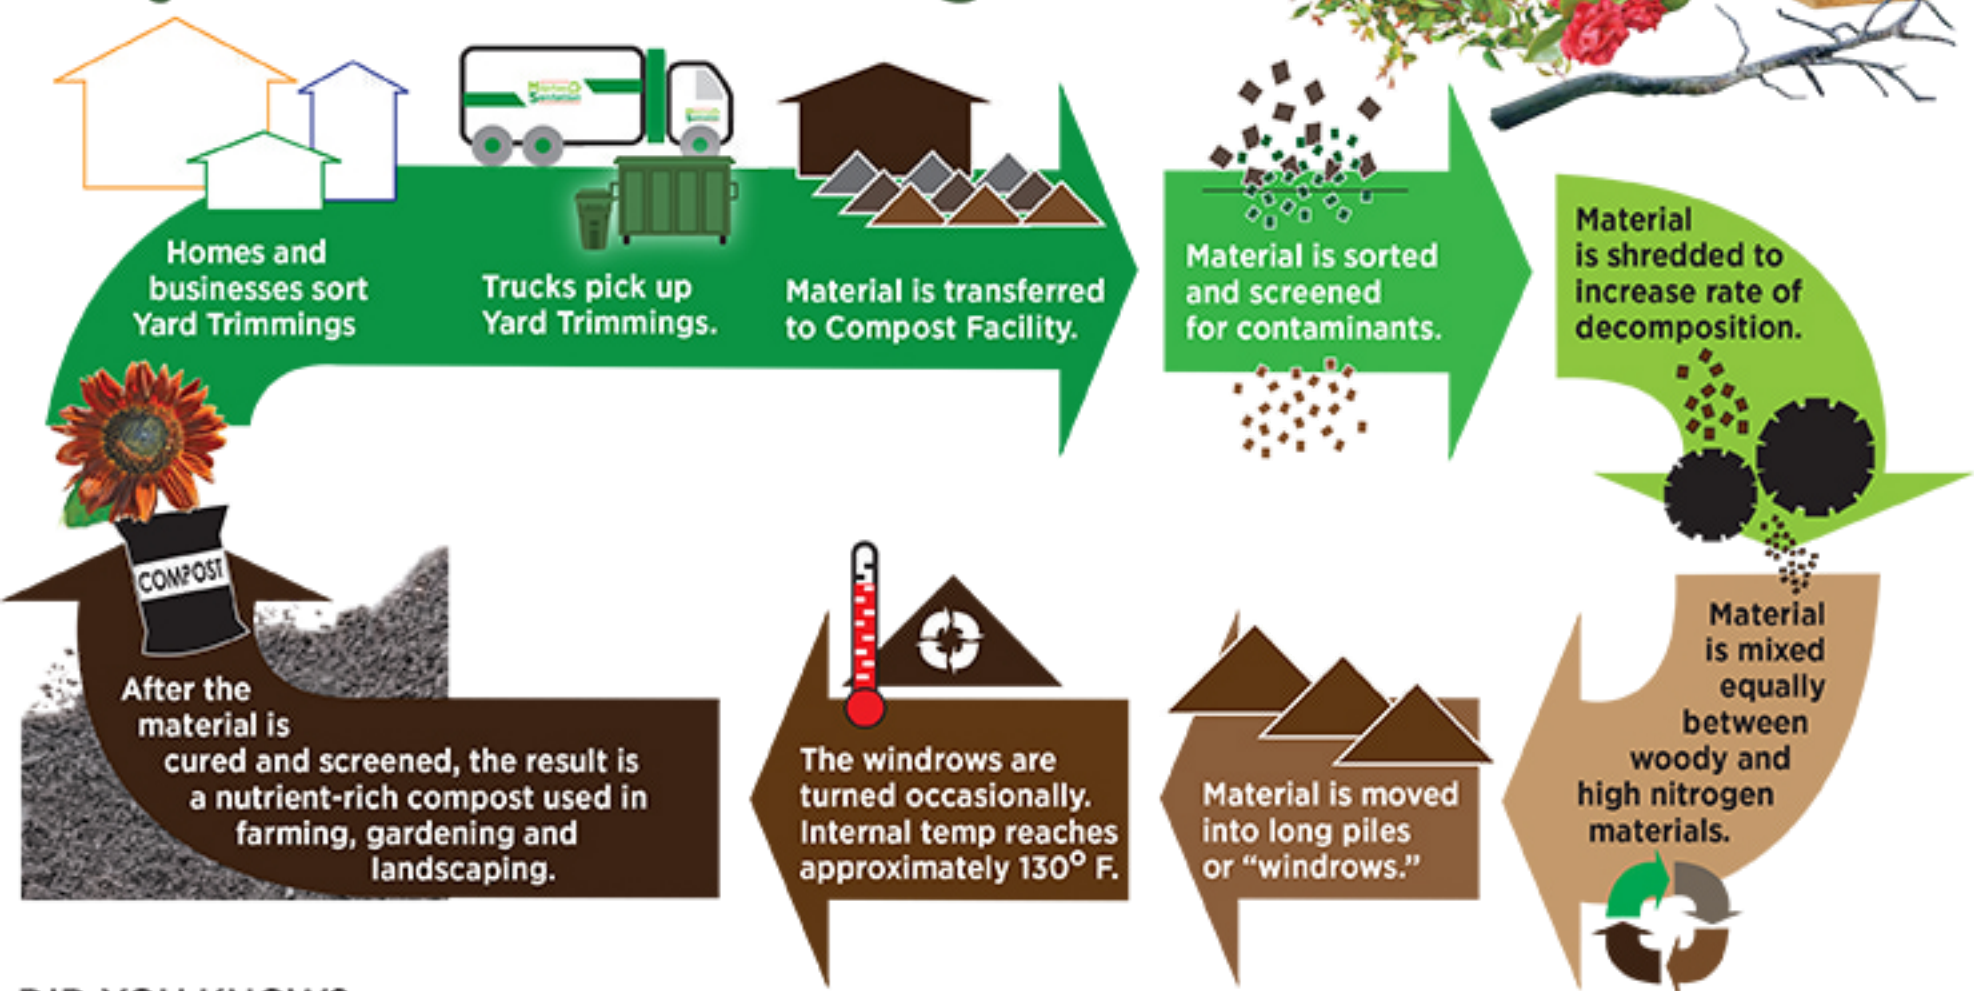 Homes and
businesses sort
Yard Trimmings
Trucks pick up
Yard Trimmings.
Material is transferred
to Compost Facility.
Material is sorted
and screened
for contaminants.
Material
is shredded to
increase rate of
decomposition.
Material
is mixed
equally
between
woody and
high nitrogen
materials.
Material is moved
into long piles
or “windrows.”
The windrows are
turned occasionally.
Internal temp reaches
approximately 130° F.
COMPOST
After the
material is
cured and screened, the result is
a nutrient-rich compost used in
farming, gardening and
landscaping.